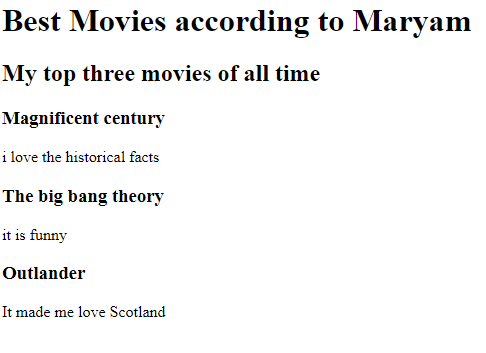 Best Movies according to Maryam
My top three movies of all time
Magnificent century
i love the historical facts
The big bang theory
it is funny
Outlander
It made me love Scotland